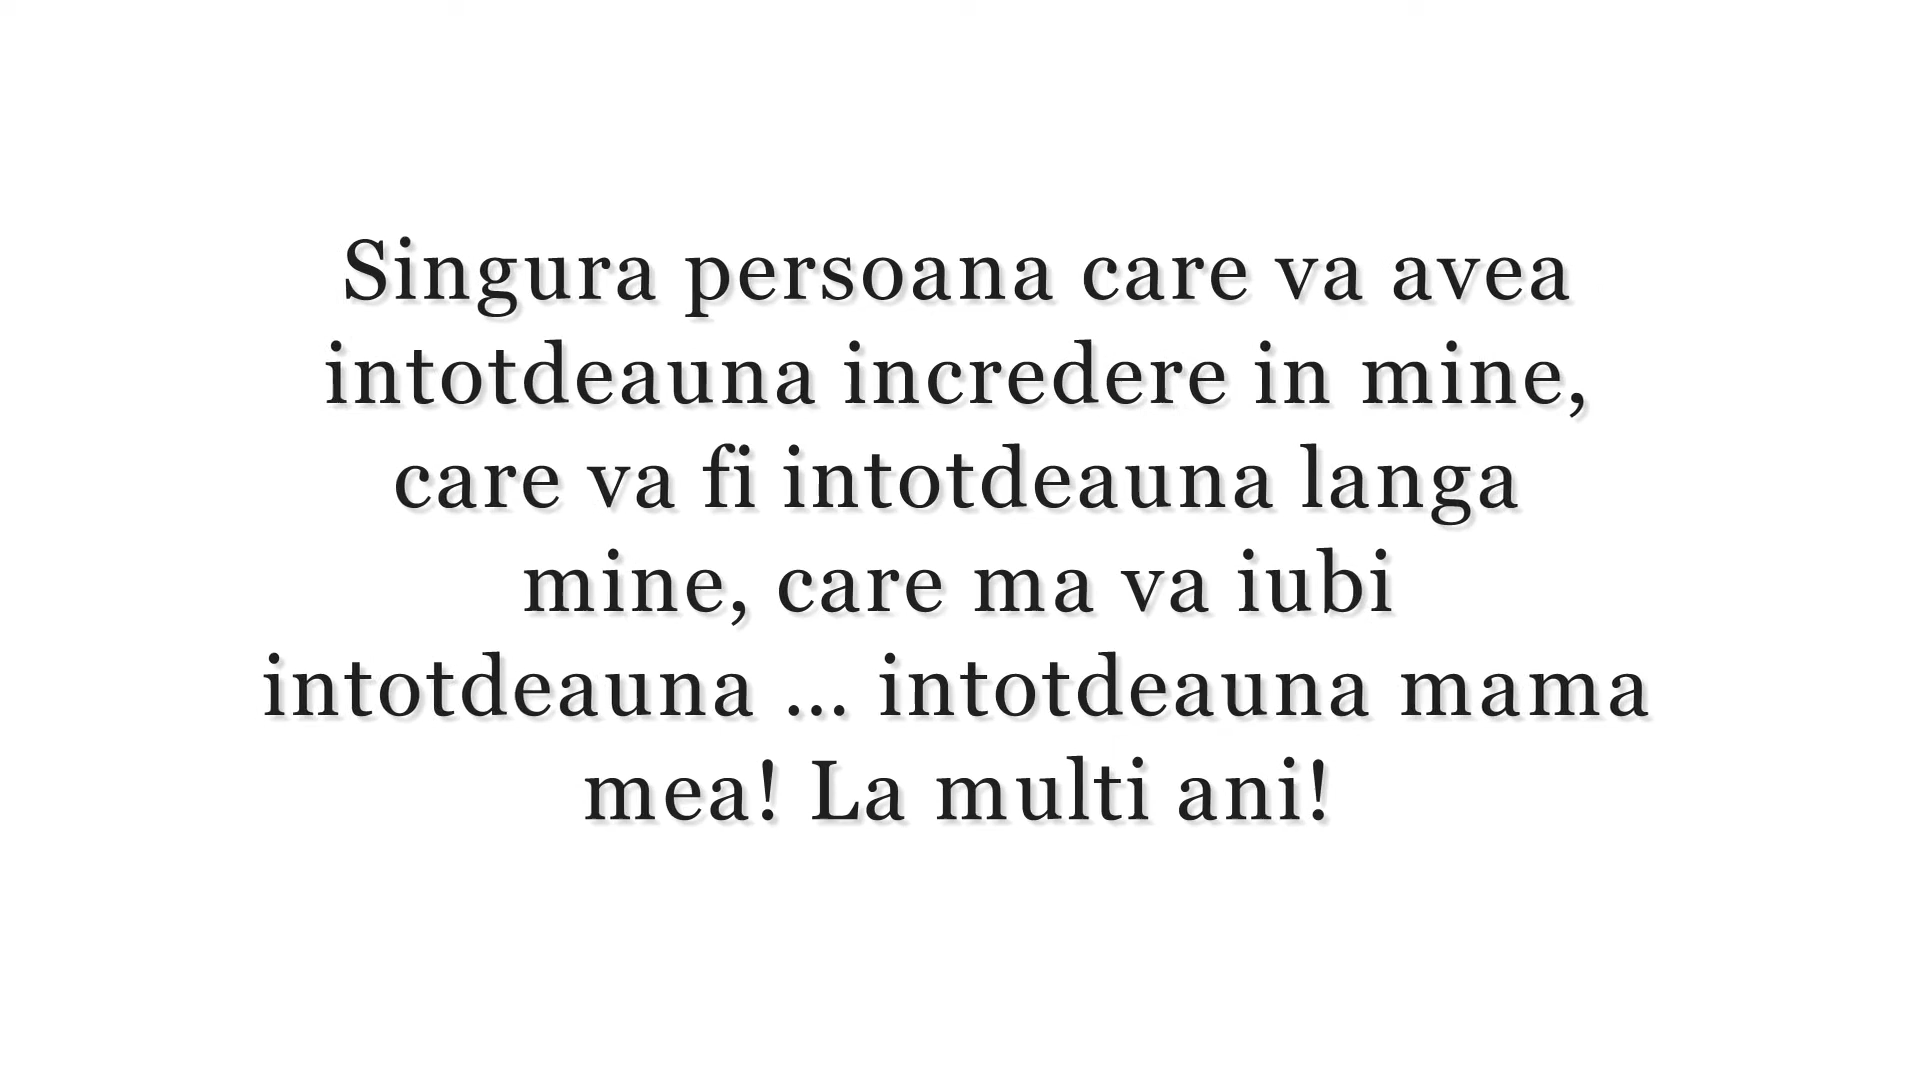 Singura persoana care va avea
intotdeauna incredere in mine,
care va fi intotdeauna langa
mine, care ma va iubi
intotdeauna ... intotdeauna mama
mea! La multi ani!